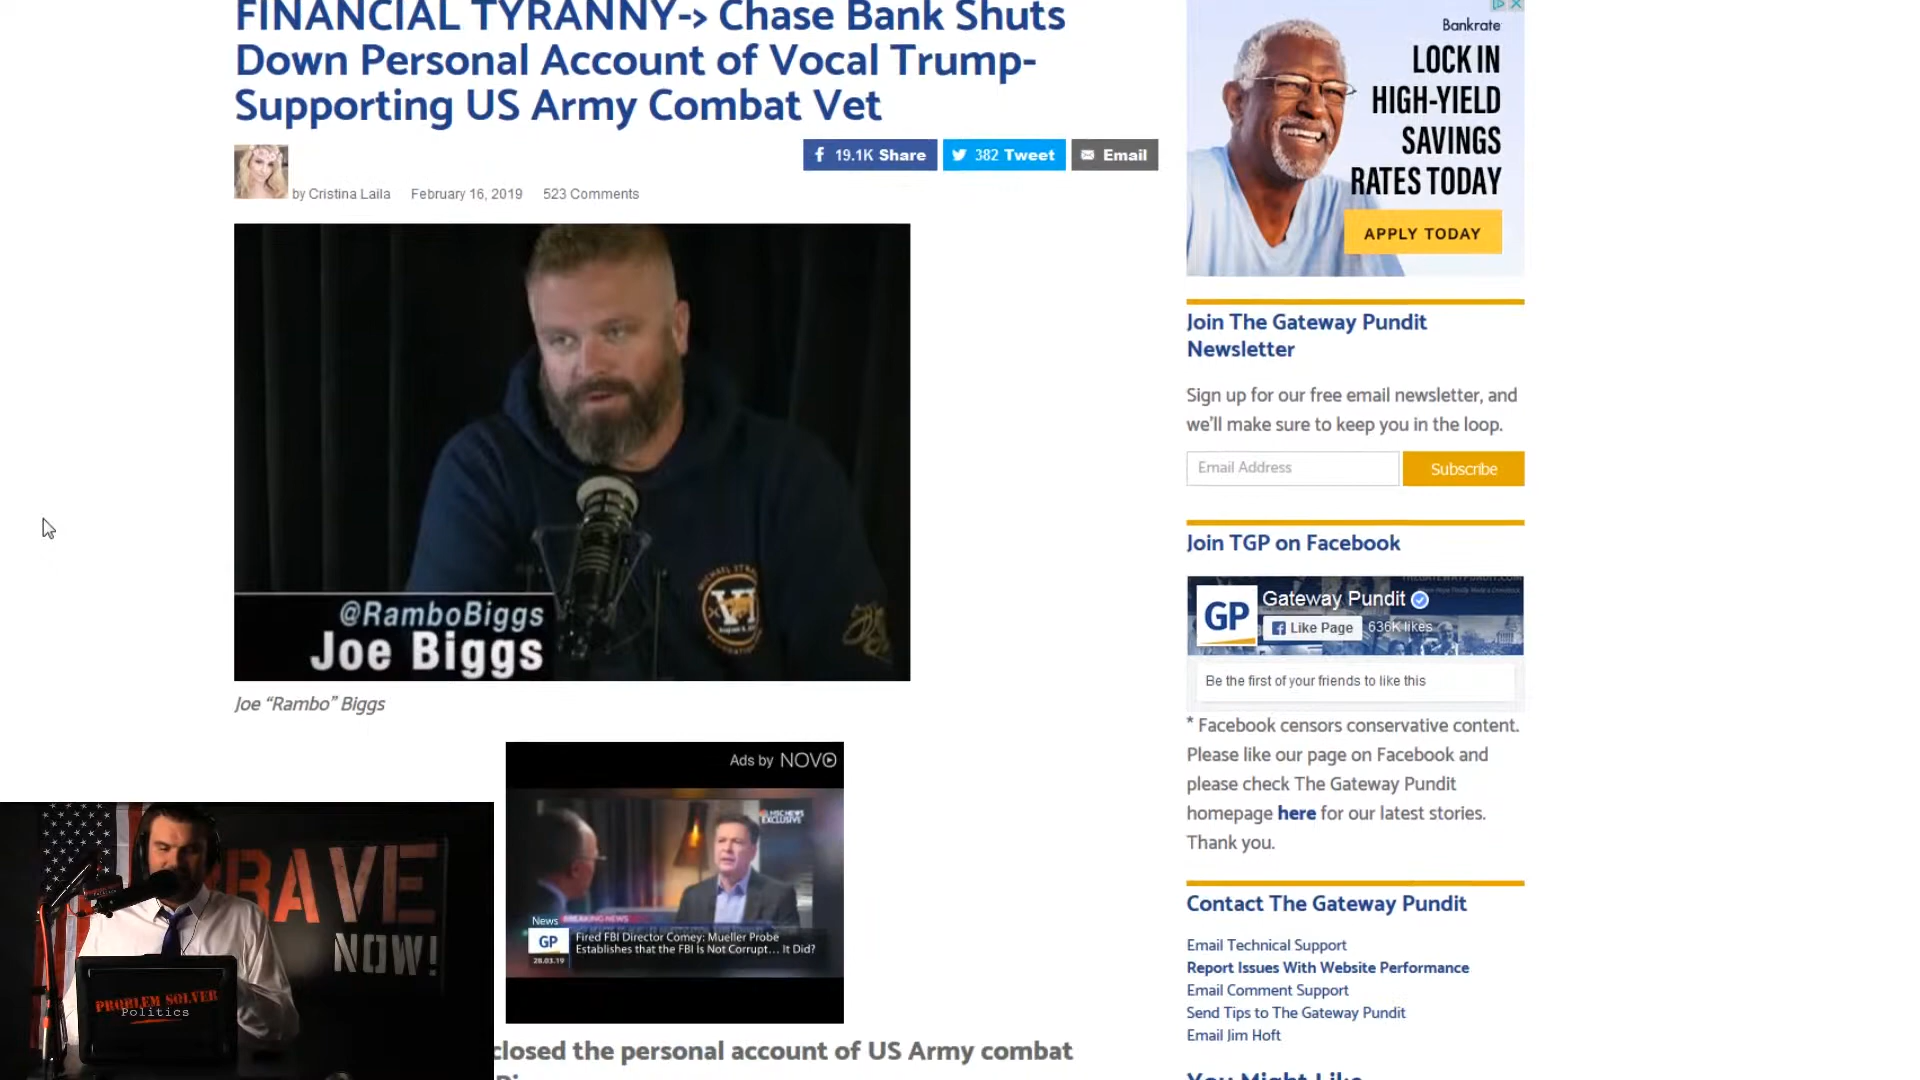 FINANCIAL TYRANNY-> Chase Bank Shuts
Down Personal Account of Vocal Trump-
Supporting US Army Combat Vet
by Cristina Laila February 16, 2019 523 Comments
19.1K Share
382 Tweet
Email
@RamboBiggs
Joe Biggs
Joe “Rambo” Biggs
Ads by NOVO
News
BREAKING NEWS
GP
28.03.19
Fired FBI Director Comey: Mueller Probe
Establishes that the FBI Is Not Corrupt... It Did?
BRAVE
NOW!
PROBLEM SOLVER
Politics
closed the personal account of US Army combat
Bankrate
LOCK IN
HIGH-YIELD
SAVINGS
RATES TODAY
APPLY TODAY
Join The Gateway Pundit
Newsletter
Sign up for our free email newsletter, and
we'll make sure to keep you in the loop.
Email Address
Subscribe
Join TGP on Facebook
GP
Gateway Pundit
Like Page
636K likes
Be the first of your friends to like this
* Facebook censors conservative content.
Please like our page on Facebook and
please check The Gateway Pundit
homepage here for our latest stories.
Thank you.
Contact The Gateway Pundit
Email Technical Support
Report Issues With Website Performance
Email Comment Support
Send Tips to The Gateway Pundit
Email Jim Hoft
You Might Like